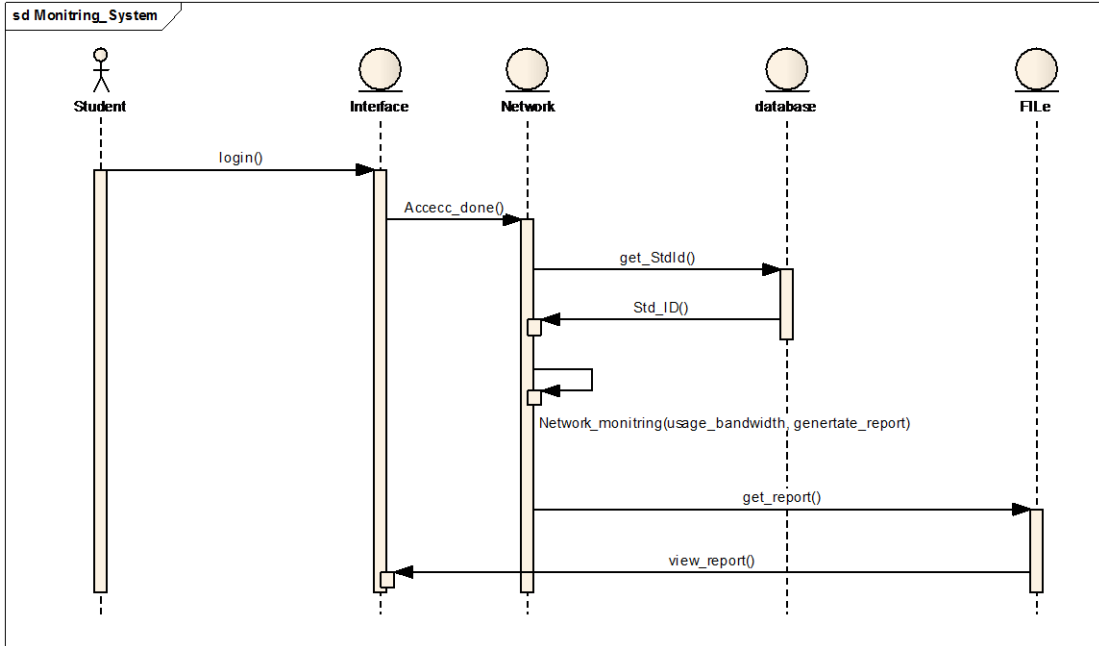 sd Monitring_System
Student
Interface
Network
database
FILe
login()
Accecc_done()
get_StdId()
Std_ID()
Network_monitring(usage_bandwidth, genertate_report)
get_report()
view_report()